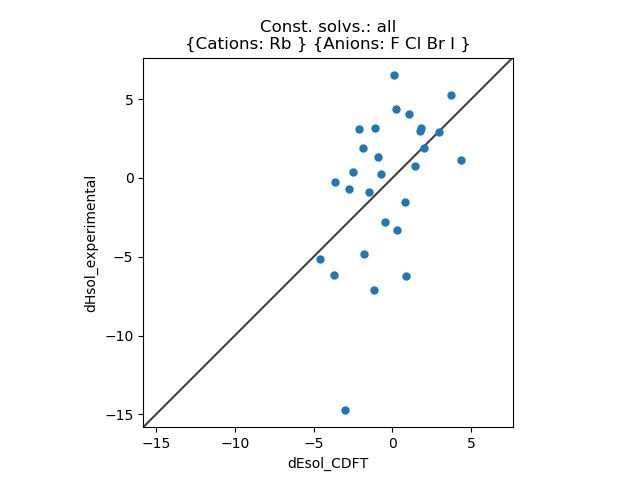 Const. solvs.: all
{Cations: Rb } {Anions: F Cl Br I }
dHsol_experimental
5
0
−5
−10
−15
−15
−10
−5
0
5
dEsol_CDFT